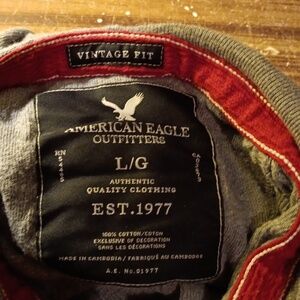 VINTAGE FIT
AMERICAN EAGLE
OUTFITTERS
L/G
AUTHENTIC
QUALITY CLOTHING
EST.1977
100% COTTON/COTON
EXCLUSIVE OF DECORATION
SANS LES DÉCORATIONS
MADE IN CAMBODIA/ FABRIQUÉ AU CAMBODGE
A.E. No.01977
RN